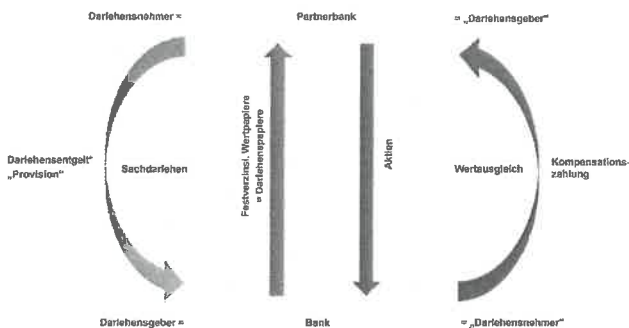 Darlehensnehmer = Partnerbank = „Darlehensgeber“
Darlehensentgelt“
„Provision“
Sachdarlehen
Festverzinsl. Wertpapiere
= Darlehenspapiere
Aktien
Wertausgleich
Kompensations-
zahlung
Darlehensgeber = Bank = „Darlehensnehmer“